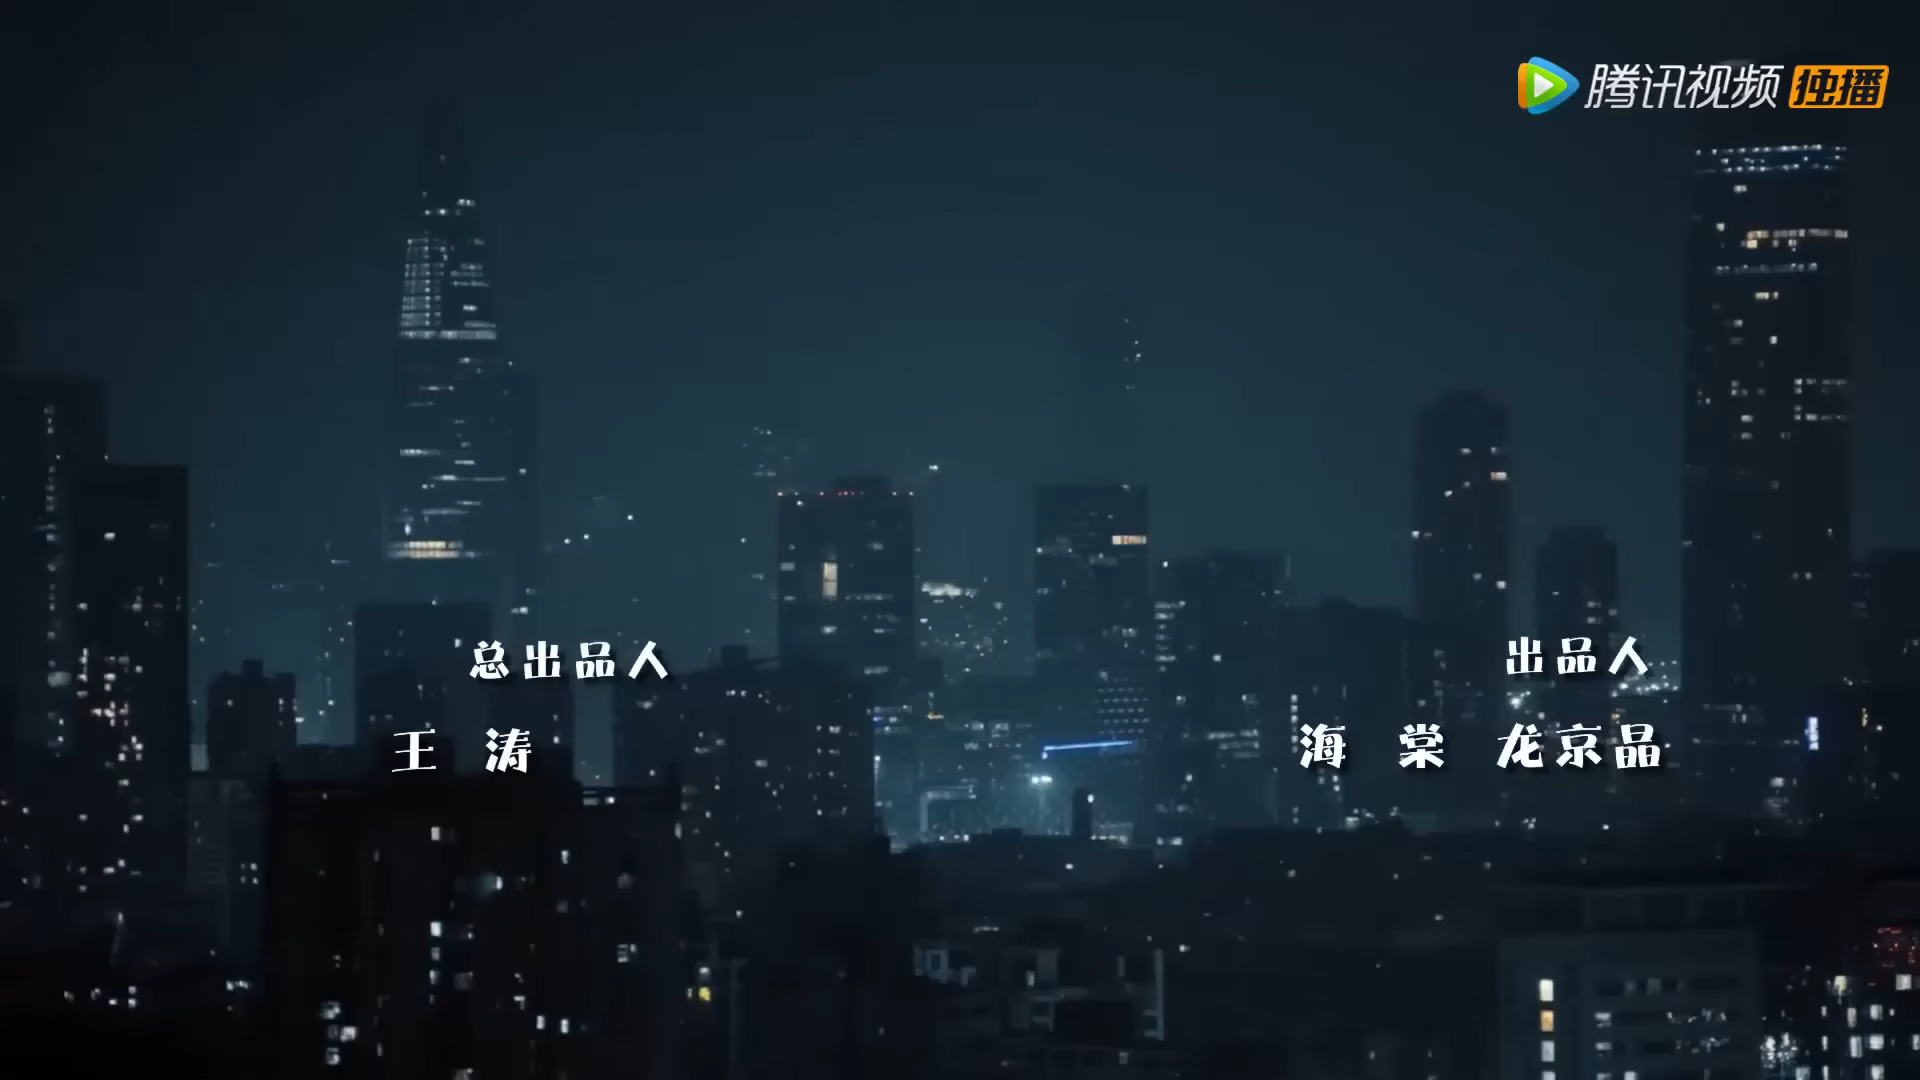 腾讯视频 独播
总出品人
王 涛
出品人
海 棠 龙京品